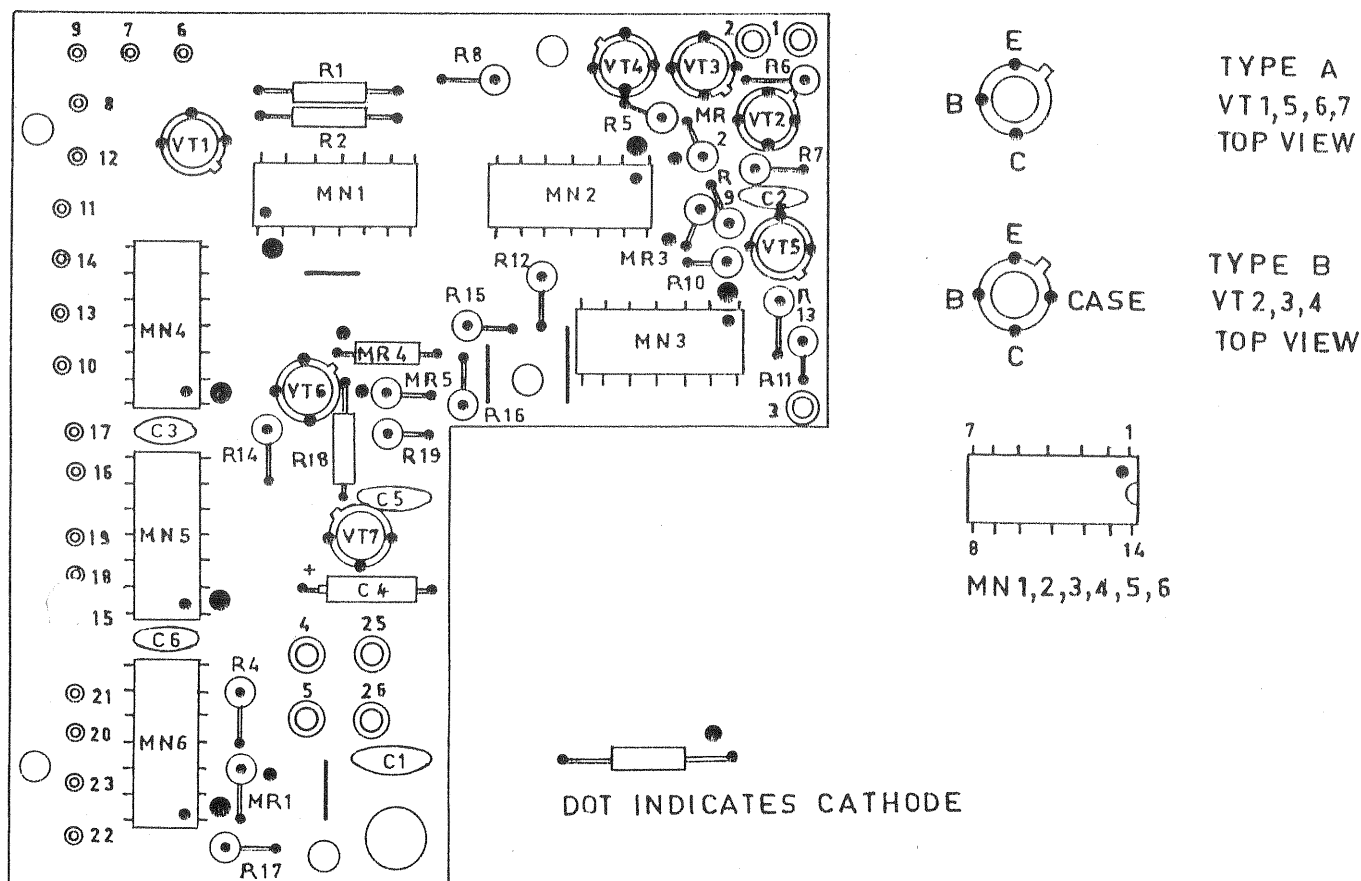 9 7 6
8
12
11
14
13
10
17
16
19
18
15
21
20
23
22
VT1
R1
R2
MN1
R8
VT4
VT3
2 1
R6
R5
MR
2
VT2
MN2
R7
R
9
C2
VT5
MR3
R10
R12
R15
MN3
R
13
R11
3
MN4
MR4
VT6
MR5
R16
C3
R14
R18
R19
C5
MN5
VT7
+
C4
C6
4 25
5 26
R4
MN6
C1
MR1
R17
E
B
C
TYPE A
VT1,5,6,7
TOP VIEW
E
B CASE
C
TYPE B
VT2,3,4
TOP VIEW
7 1
8 14
MN1,2,3,4,5,6
DOT INDICATES CATHODE